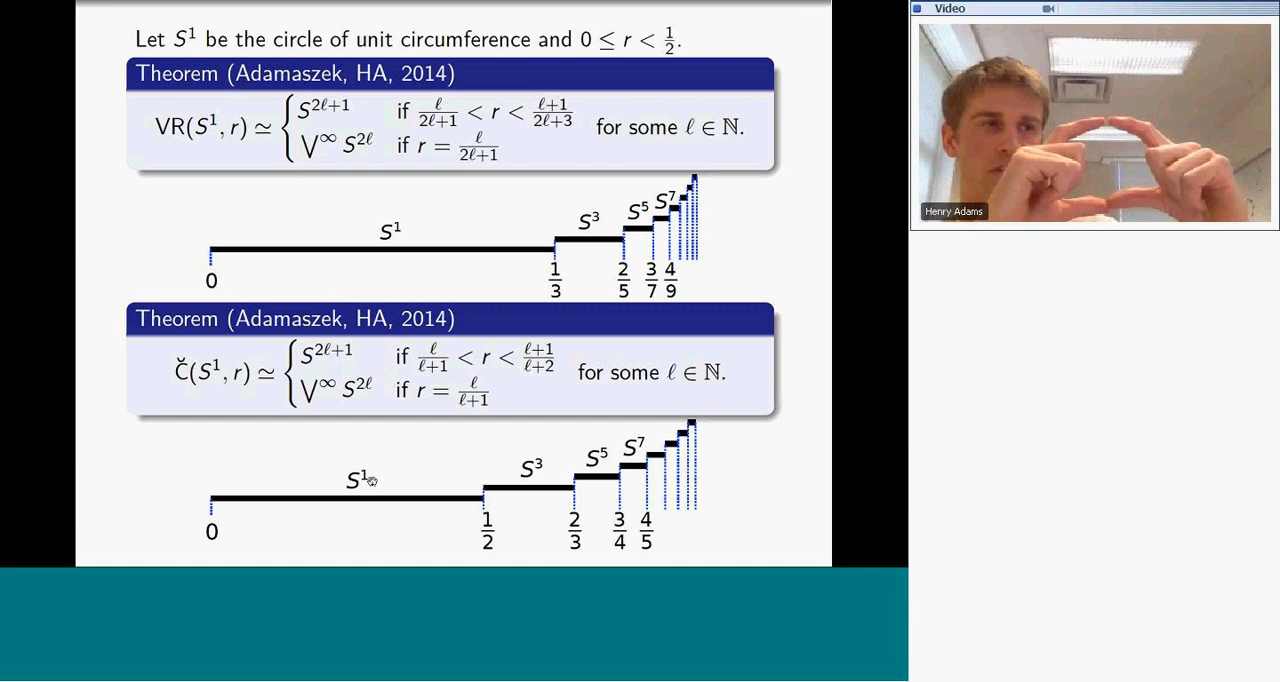 Let S¹ be the circle of unit circumference and 0 ≤ r < 1/2.
Theorem (Adamaszek, HA, 2014)
VR(S¹, r) ≃ { S^{2ℓ+1} if ℓ/(2ℓ+1) < r < (ℓ+1)/(2ℓ+3)
⋁^∞ S^{2ℓ} if r = ℓ/(2ℓ+1) for some ℓ ∈ ℕ.
S¹ S³ S⁵ S⁷
0 1/3 2/5 3/7 4/9
Theorem (Adamaszek, HA, 2014)
Č(S¹, r) ≃ { S^{2ℓ+1} if ℓ/(ℓ+1) < r < (ℓ+1)/(ℓ+2)
⋁^∞ S^{2ℓ} if r = ℓ/(ℓ+1) for some ℓ ∈ ℕ.
S¹ S³ S⁵ S⁷
0 1/2 2/3 3/4 4/5
Video
Henry Adams